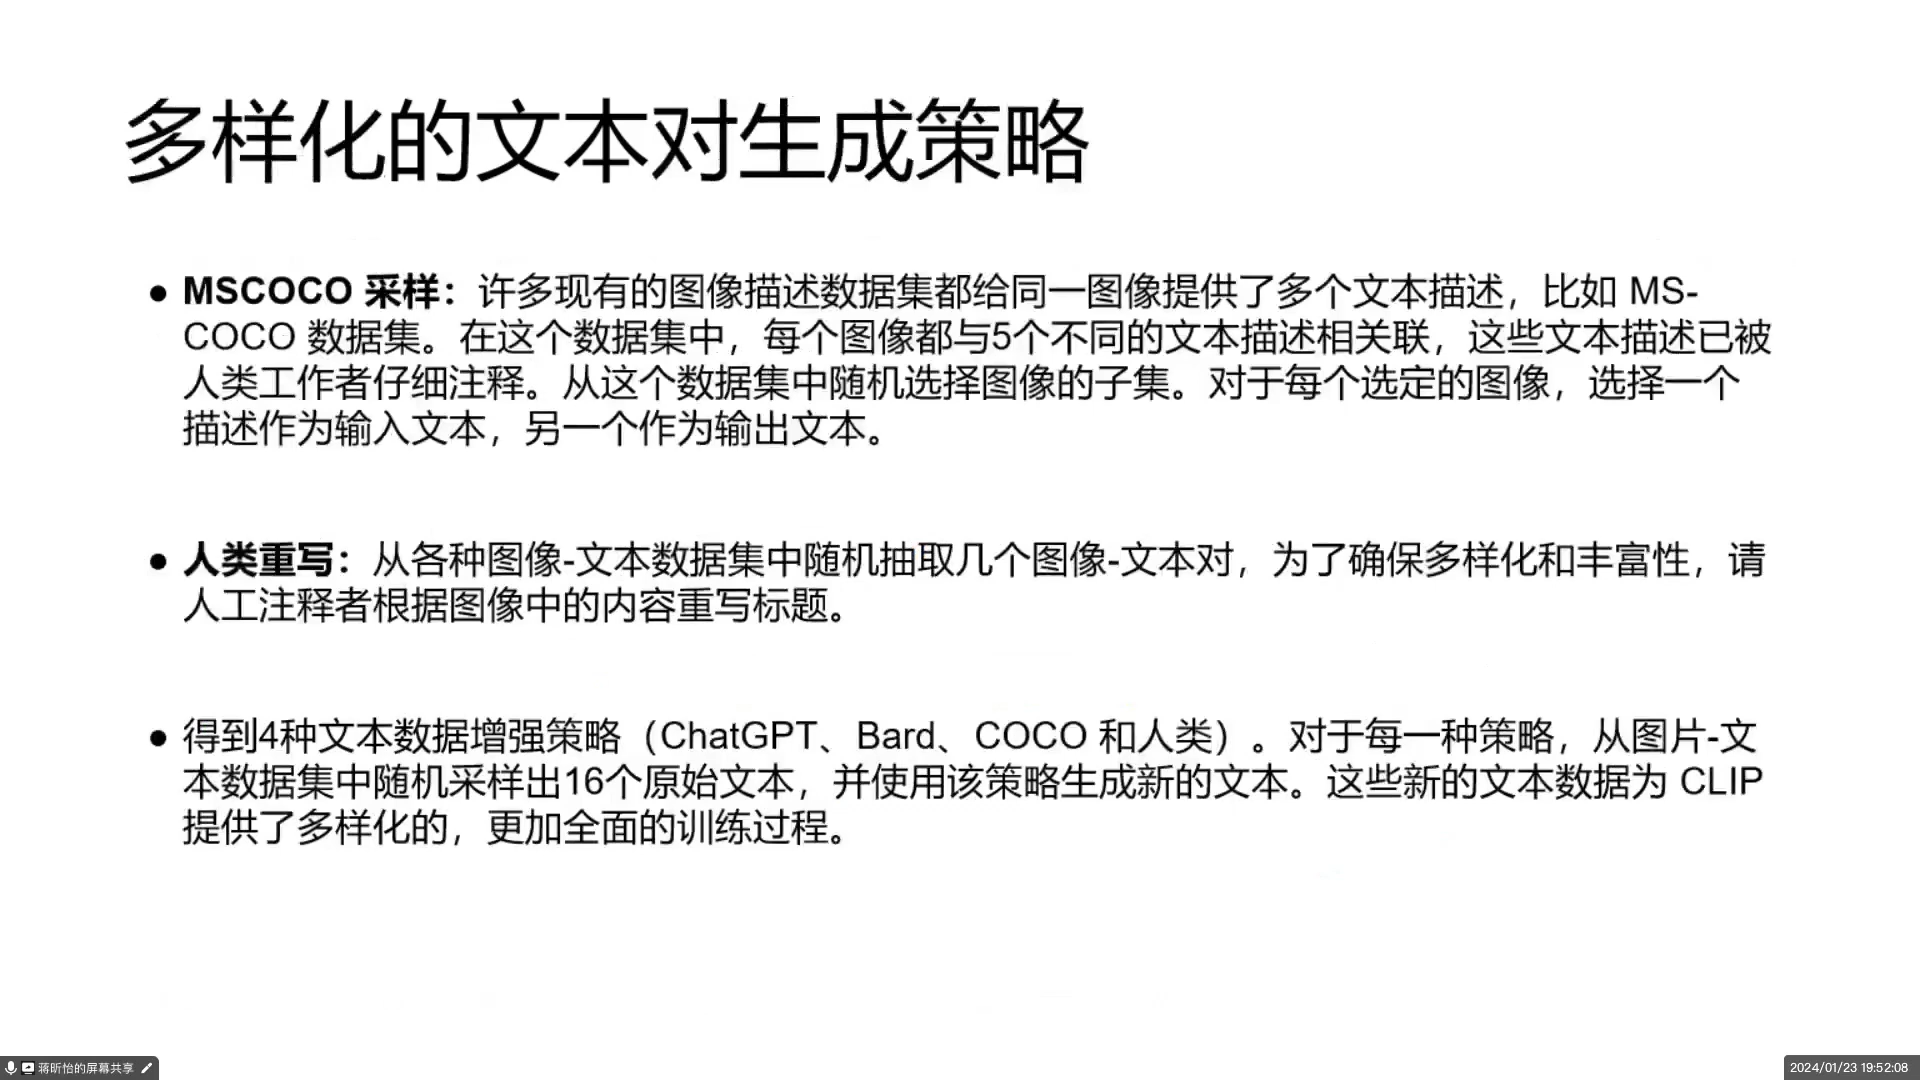 多样化的文本对生成策略
● MSCOCO 采样：许多现有的图像描述数据集都给同一图像提供了多个文本描述，比如 MS-
COCO 数据集。在这个数据集中，每个图像都与5个不同的文本描述相关联，这些文本描述已被
人类工作者仔细注释。从这个数据集中随机选择图像的子集。对于每个选定的图像，选择一个
描述作为输入文本，另一个作为输出文本。
● 人类重写：从各种图像-文本数据集中随机抽取几个图像-文本对，为了确保多样化和丰富性，请
人工注释者根据图像中的内容重写标题。
● 得到4种文本数据增强策略（ChatGPT、Bard、COCO 和人类）。对于每一种策略，从图片-文
本数据集中随机采样出16个原始文本，并使用该策略生成新的文本。这些新的文本数据为 CLIP
提供了多样化的，更加全面的训练过程。
蒋昕怡的屏幕共享
2024/01/23 19:52:08